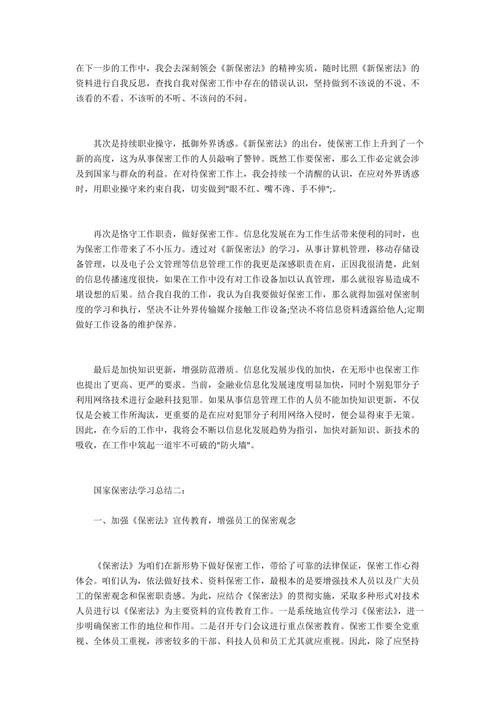 在下一步的工作中，我会去深刻领会《新保密法》的精神实质，随时比照《新保密法》的
资料进行自我反思，查找自我对保密工作中存在的错误认识，坚持做到不该说的不说、不
该看的不看、不该听的不听、不该问的不问。
其次是持续职业操守，抵御外界诱惑。《新保密法》的出台，使保密工作上升到了一个
新的高度，这为从事保密工作的人员敲响了警钟。既然工作要保密，那么工作必定就会涉
及到国家与群众的利益。在对待保密工作上，我会持续一个清醒的认识，在应对外界诱惑
时，用职业操守来约束自我，切实做到"眼不红、嘴不谗、手不伸";。
再次是恪守工作职责，做好保密工作。信息化发展在为工作生活带来便利的同时，也
为保密工作带来了不小压力。透过对《新保密法》的学习，从事计算机管理，移动存储设
备管理，以及电子公文管理等信息管理工作的我更是深感职责在肩，正因我很清楚，此刻
的信息传播速度很快，如果在工作中没有对工作设备加以认真管理，那么就很容易造成不
堪设想的后果。结合我自我的工作，我认为自我要做好保密工作，那么就得加强对保密制
度的学习和执行，坚决不让外界传输媒介接触工作设备;坚决不将信息资料透露给他人;定期
做好工作设备的维护保养。
最后是加快知识更新，增强防范潜质。信息化发展步伐的加快，在无形中也保密工作
也提出了更高、更严的要求。当前，金融业信息化发展速度明显加快，同时个别犯罪分子
利用网络技术进行金融科技犯罪。如果从事信息管理工作的人员不能加快知识更新，不仅
仅是会被工作所淘汰，更重要的是在应对犯罪分子利用网络入侵时，便会显得束手无策。
因此，在今后的工作中，我将会不断以信息化发展趋势为指引，加快对新知识、新技术的
吸收，在工作中筑起一道牢不可破的"防火墙"。
国家保密法学习总结二：
一、加强《保密法》宣传教育，增强员工的保密观念
《保密法》为咱们在新形势下做好保密工作，带给了可靠的法律保证，保密工作心得
体会。咱们认为，依法做好技术、资料保密工作，最根本的是要增强技术人员以及广大员
工的保密观念和保密职责感。为此，应结合《保密法》的贯彻实施，采取多种形式对技术
人员进行以《保密法》为主要资料的宣传教育工作。一是系统地宣传学习《保密法》，进一
步明确保密工作的地位和作用。二是召开专门会议进行重点保密教育。保密工作要全党重
视、全体员工重视，涉密较多的干部、科技人员和员工尤其就应重视。因此，除了应坚持